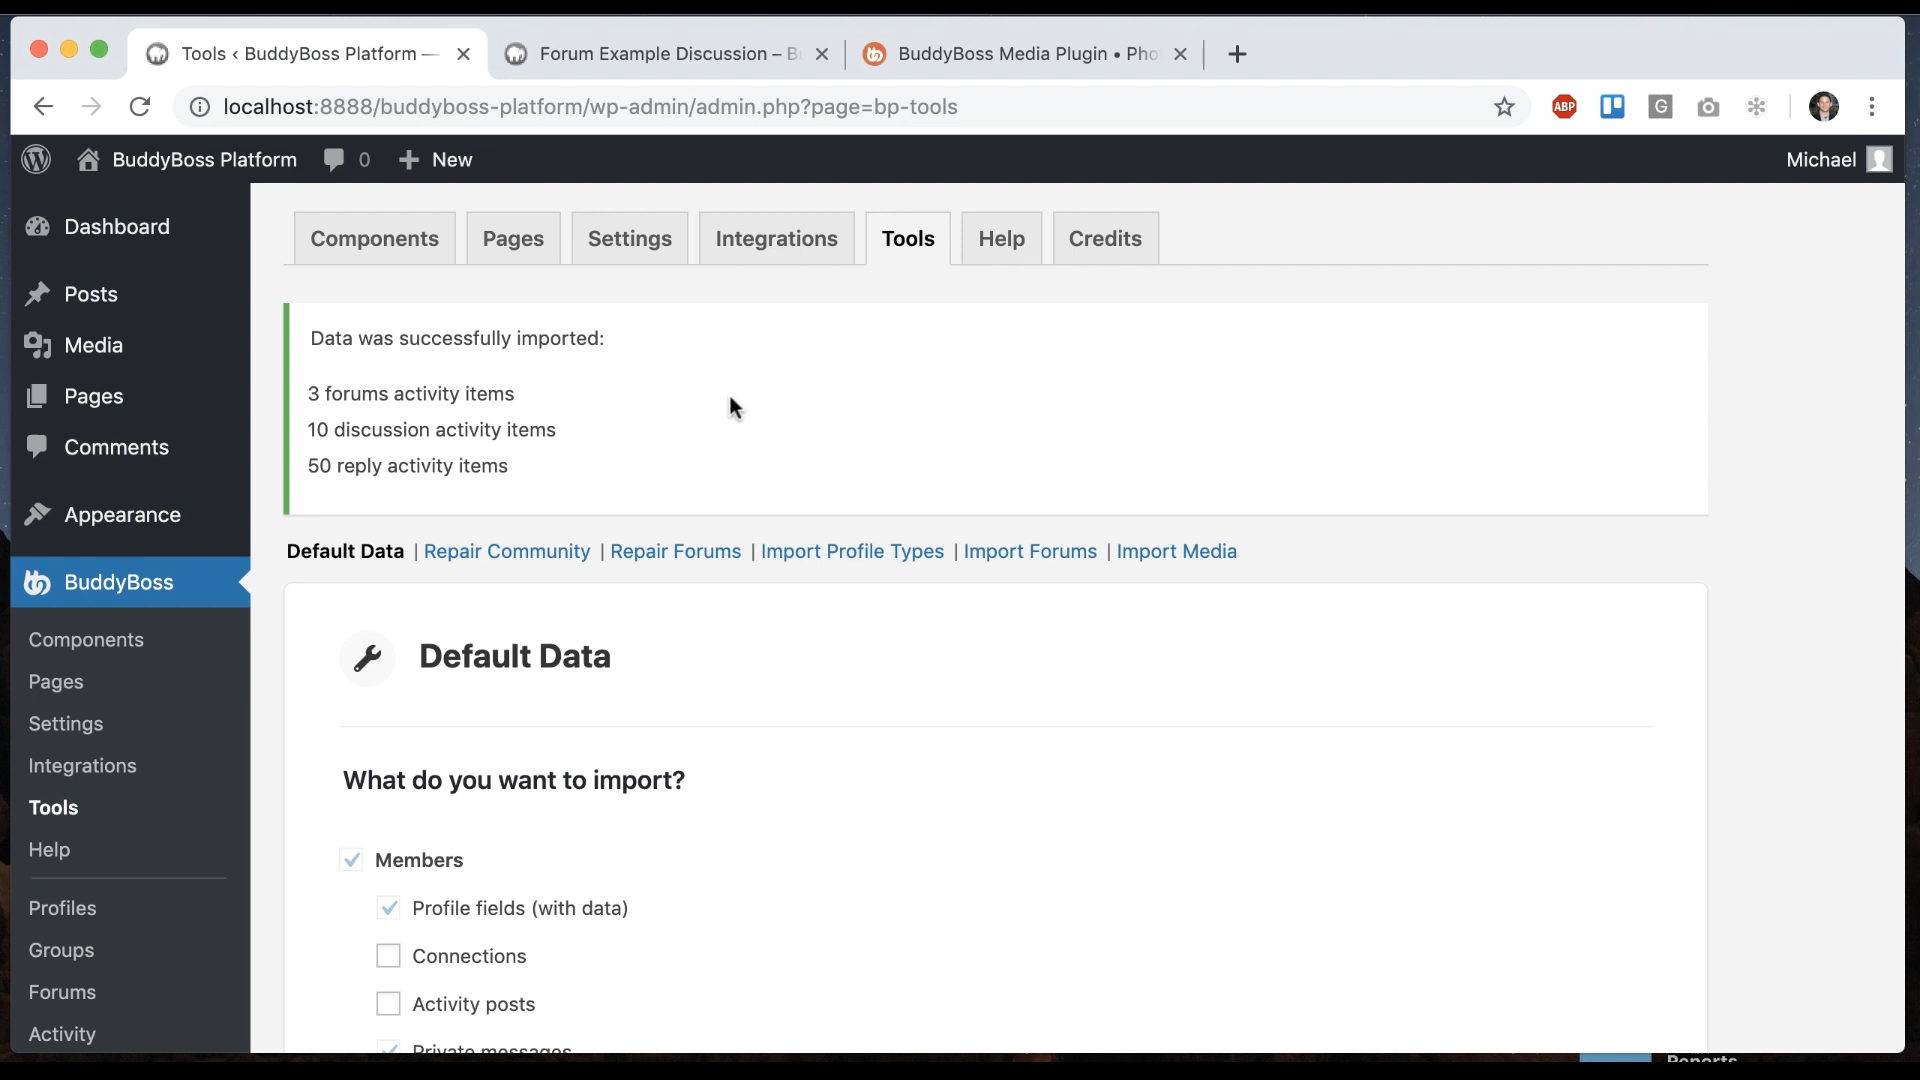 Tools ‹ BuddyBoss Platform —
Forum Example Discussion – B
BuddyBoss Media Plugin • Pho
localhost:8888/buddyboss-platform/wp-admin/admin.php?page=bp-tools
ABP
G
BuddyBoss Platform
0
New
Michael
Dashboard
Posts
Media
Pages
Comments
Appearance
BuddyBoss
Components
Pages
Settings
Integrations
Tools
Help
Profiles
Groups
Forums
Activity
Components
Pages
Settings
Integrations
Tools
Help
Credits
Data was successfully imported:
3 forums activity items
10 discussion activity items
50 reply activity items
Default Data | Repair Community | Repair Forums | Import Profile Types | Import Forums | Import Media
Default Data
What do you want to import?
Members
Profile fields (with data)
Connections
Activity posts
Private messages
Reports